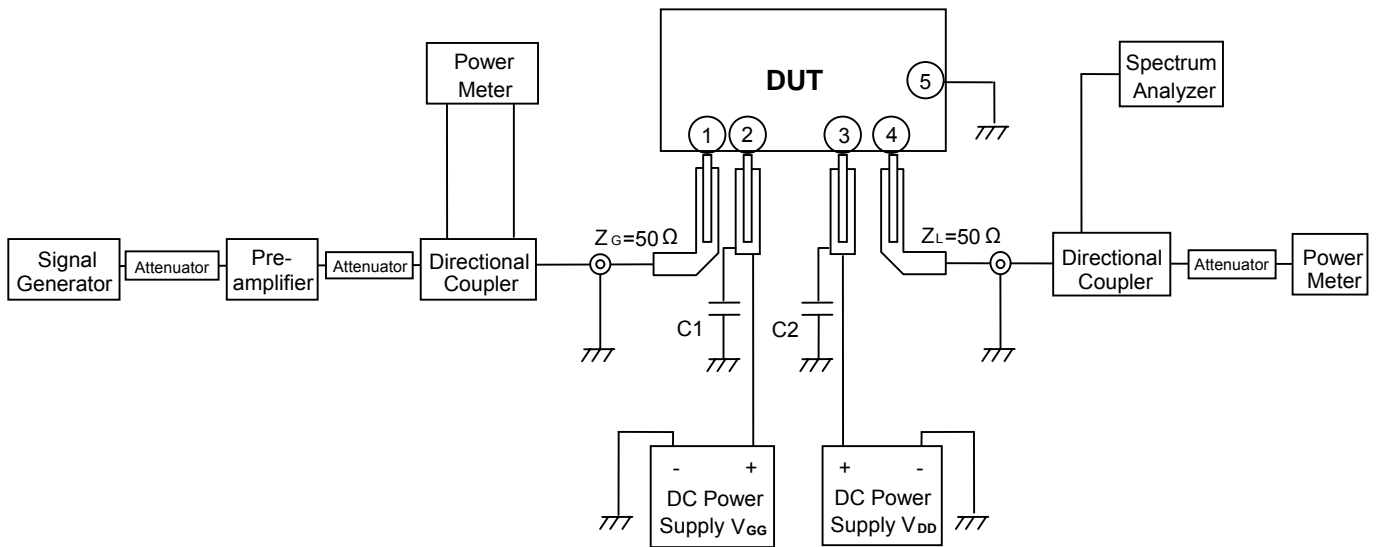 Power
Meter
DUT
5
Spectrum
Analyzer
1
2
3
4
Signal
Generator
Attenuator
Pre-
amplifier
Attenuator
Directional
Coupler
ZG=50 Ω
ZL=50 Ω
Directional
Coupler
Attenuator
Power
Meter
C1
C2
- +
DC Power
Supply VGG
+ -
DC Power
Supply VDD